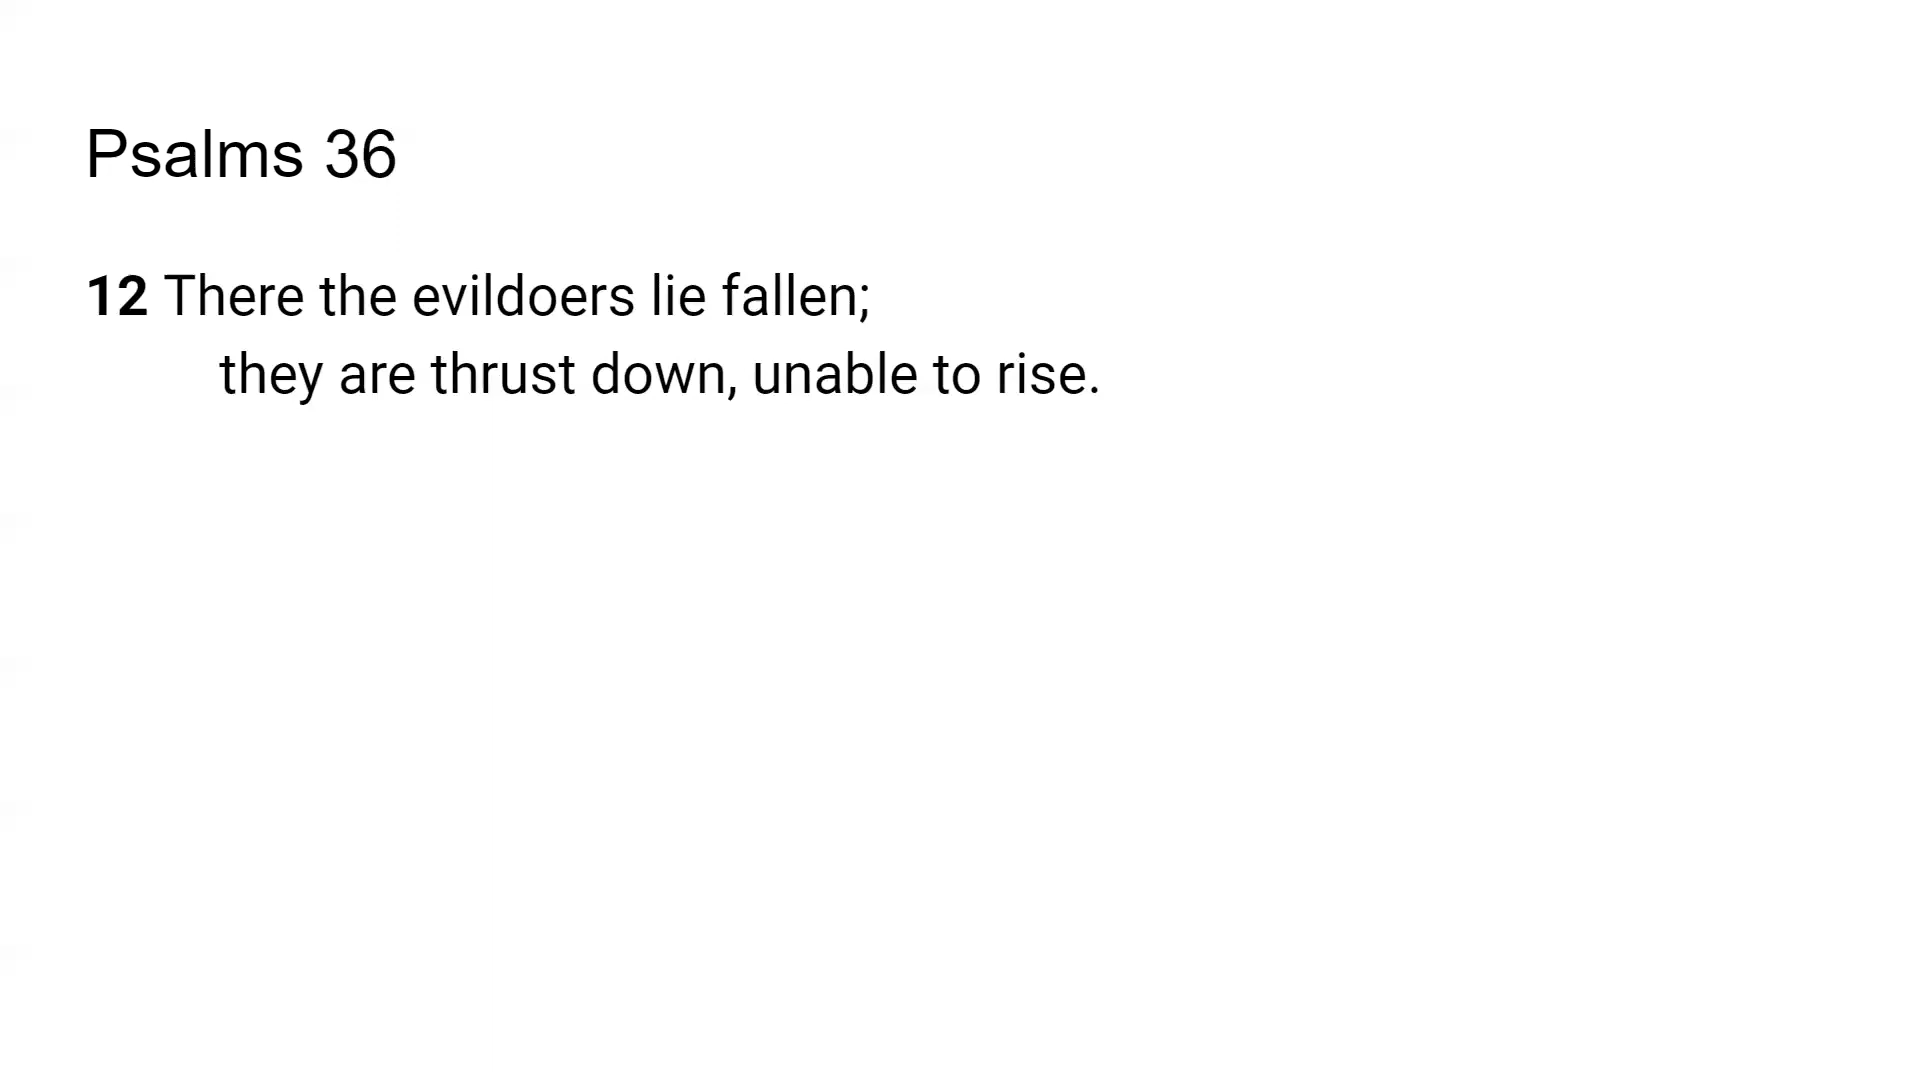 Psalms 36
12 There the evildoers lie fallen;
they are thrust down, unable to rise.